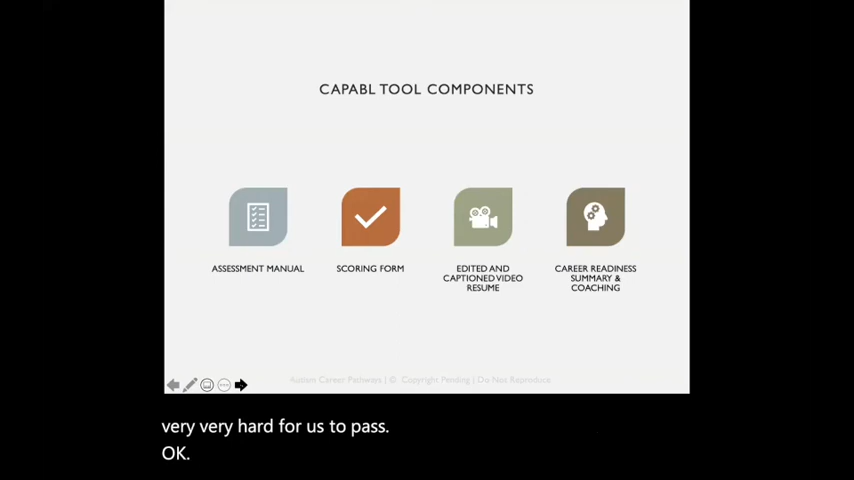 CAPABL TOOL COMPONENTS
ASSESSMENT MANUAL
SCORING FORM
EDITED AND
CAPTIONED VIDEO
RESUME
CAREER READINESS
SUMMARY &
COACHING
Autism Career Pathways | © Copyright Pending | Do Not Reproduce
very very hard for us to pass.
OK.